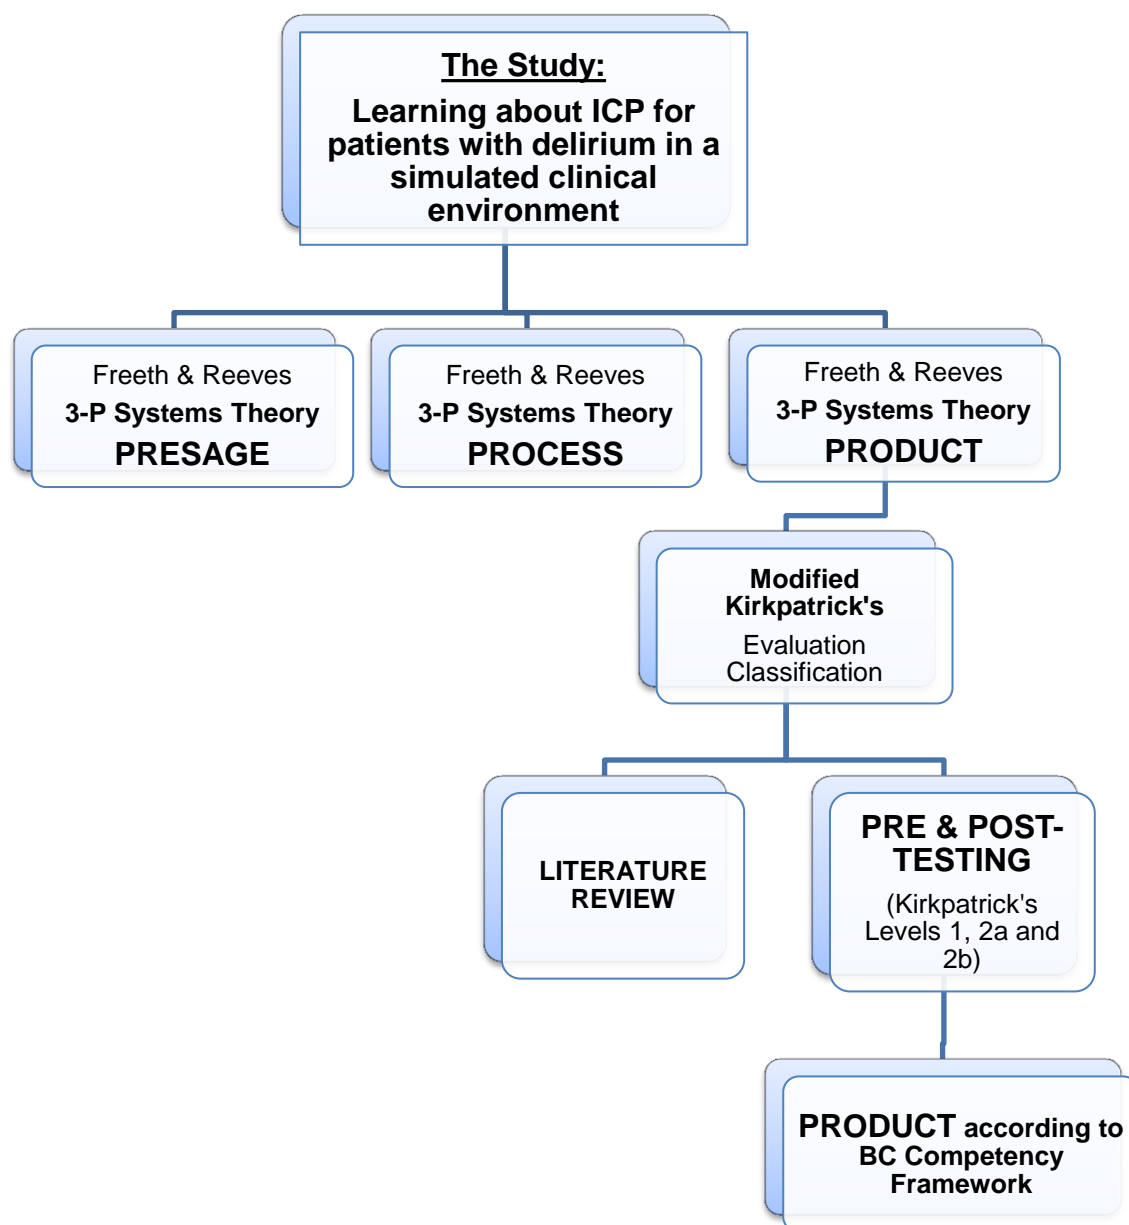 The Study:
Learning about ICP for
patients with delirium in a
simulated clinical
environment
Freeth & Reeves
3-P Systems Theory
PRESAGE
Freeth & Reeves
3-P Systems Theory
PROCESS
Freeth & Reeves
3-P Systems Theory
PRODUCT
Modified
Kirkpatrick's
Evaluation
Classification
LITERATURE
REVIEW
PRE & POST-
TESTING
(Kirkpatrick's
Levels 1, 2a and
2b)
PRODUCT according to
BC Competency
Framework